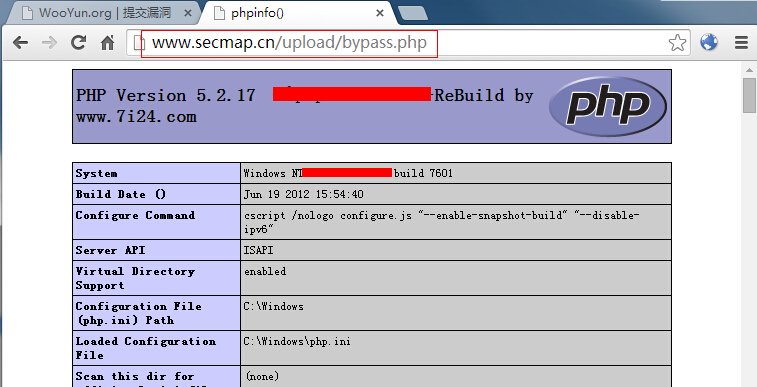 WooYun.org | 提交漏洞
phpinfo()
www.secmap.cn/upload/bypass.php
PHP Version 5.2.17 -ReBuild by
www.7i24.com
php
System Windows NT build 7601
Build Date () Jun 19 2012 15:54:40
Configure Command cscript /nologo configure.js "--enable-snapshot-build" "--disable-
ipv6"
Server API ISAPI
Virtual Directory enabled
Support
Configuration File C:\Windows
(php.ini) Path
Loaded Configuration C:\Windows\php.ini
File
Scan this dir for (none)